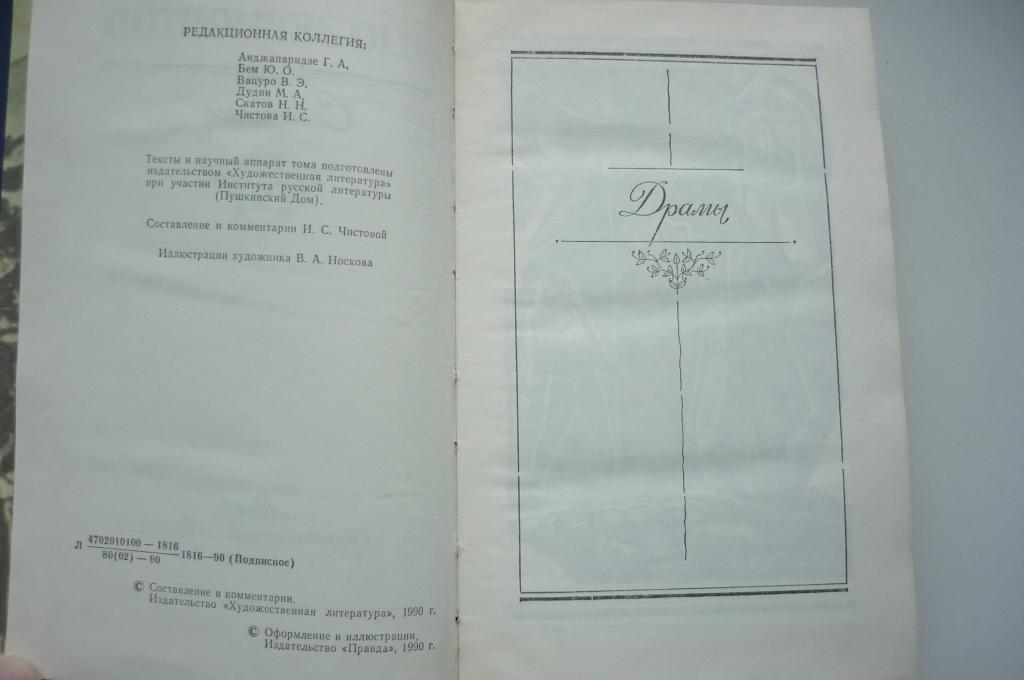 РЕДАКЦИОННАЯ КОЛЛЕГИЯ:
Анджапаридзе Г. А.
Бем Ю. О.
Вацуро В. Э.
Дудин М. А.
Скатов Н. Н.
Чистова И. С.
Тексты и научный аппарат тома подготовлены
издательством «Художественная литература»
при участии Института русской литературы
(Пушкинский Дом).
Составление и комментарии И. С. Чистовой
Иллюстрации художника В. А. Носкова
Л 4702010100—1816 1816—90 (Подписное)
80(02)—90
© Составление и комментарии.
Издательство «Художественная литература», 1990 г.
© Оформление и иллюстрации.
Издательство «Правда», 1990 г.
Драмы